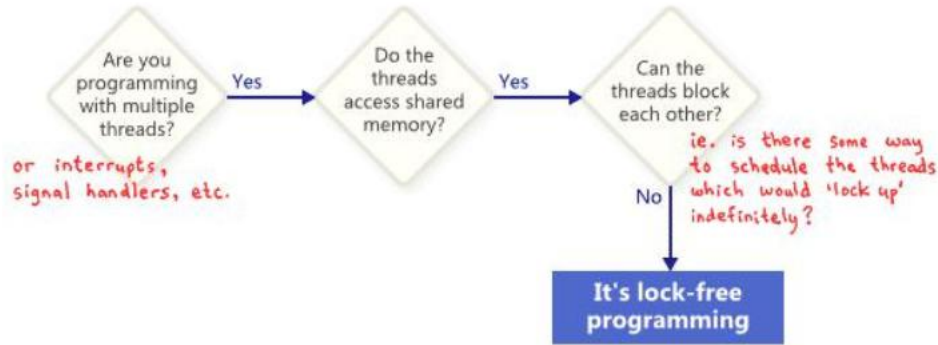 Are you
programming
with multiple
threads?
or interrupts,
signal handlers, etc.
Yes
Do the
threads
access shared
memory?
Yes
Can the
threads block
each other?
ie. is there some way
to schedule the threads
which would 'lock up'
indefinitely?
No
It's lock-free
programming